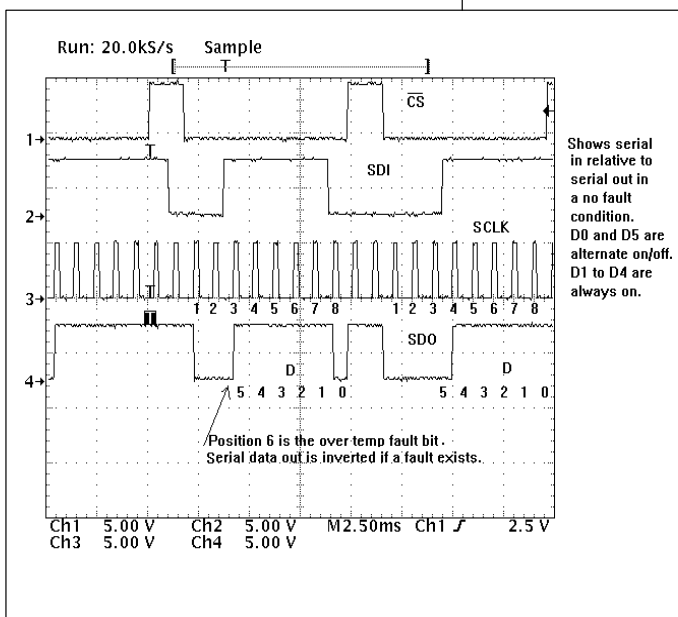 Run: 20.0kS/s Sample
T
CS
1
T
SDI
2
SCLK
3
T
1 2 3 4 5 6 7 8 1 2 3 4 5 6 7 8
SDO
D D
4
5 4 3 2 1 0 5 4 3 2 1 0
Position 6 is the over temp fault bit.
Serial data out is inverted if a fault exists.
Ch1 5.00 V Ch2 5.00 V M2.50ms Ch1 2.5 V
Ch3 5.00 V Ch4 5.00 V
Shows serial
in relative to
serial out in
a no fault
condition.
D0 and D5 are
alternate on/off.
D1 to D4 are
always on.